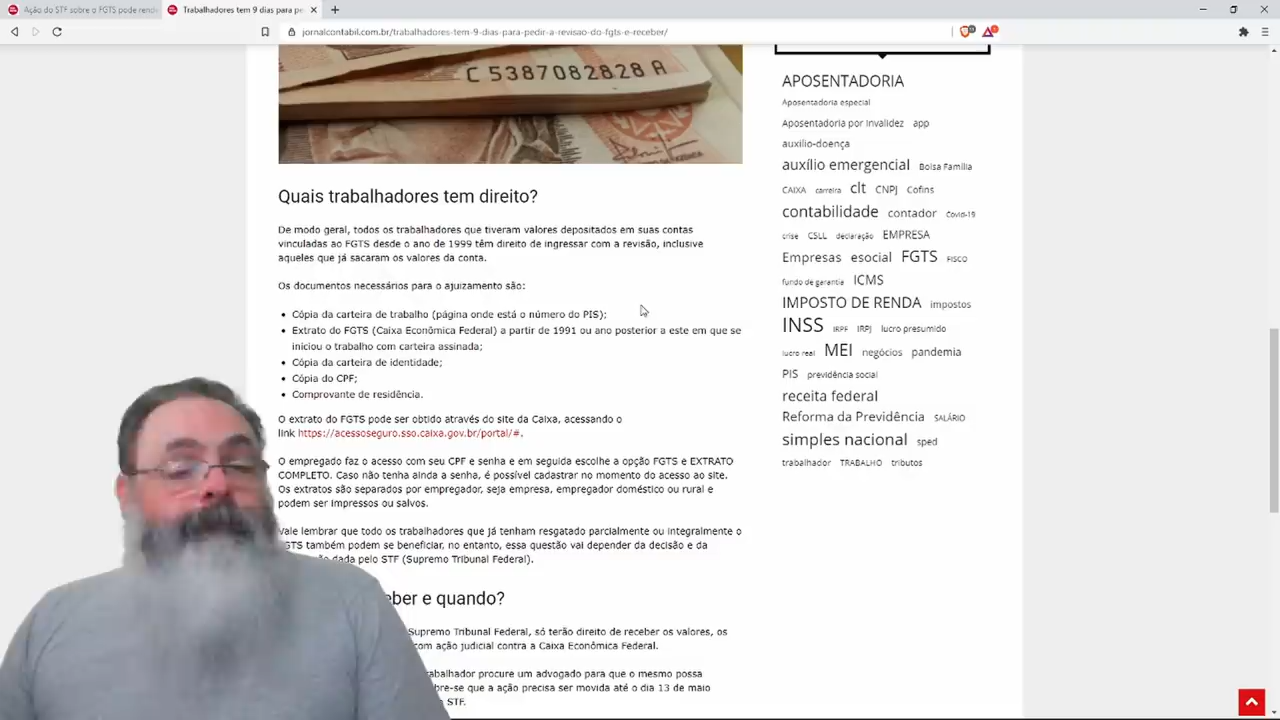 Ação do STF sobre o FGTS pode rende
Trabalhadores tem 9 dias para pe
jornalcontabil.com.br/trabalhadores-tem-9-dias-para-pedir-a-revisao-do-fgts-e-receber/
C 5387082828 A
Quais trabalhadores tem direito?
De modo geral, todos os trabalhadores que tiveram valores depositados em suas contas
vinculadas ao FGTS desde o ano de 1999 têm direito de ingressar com a revisão, inclusive
aqueles que já sacaram os valores da conta.
Os documentos necessários para o ajuizamento são:
Cópia da carteira de trabalho (página onde está o número do PIS);
Extrato do FGTS (Caixa Econômica Federal) a partir de 1991 ou ano posterior a este em que se
iniciou o trabalho com carteira assinada;
Cópia da carteira de identidade;
Cópia do CPF;
Comprovante de residência.
O extrato do FGTS pode ser obtido através do site da Caixa, acessando o
link https://acessoseguro.sso.caixa.gov.br/portal/#.
O empregado faz o acesso com seu CPF e senha e em seguida escolhe a opção FGTS e EXTRATO
COMPLETO. Caso não tenha ainda a senha, é possível cadastrar no momento do acesso ao site.
Os extratos são separados por empregador, seja empresa, empregador doméstico ou rural e
podem ser impressos ou salvos.
Vale lembrar que todo os trabalhadores que já tenham resgatado parcialmente ou integralmente o
GTS também podem se beneficiar, no entanto, essa questão vai depender da decisão e da
dada pelo STF (Supremo Tribunal Federal).
eber e quando?
Supremo Tribunal Federal, só terão direito de receber os valores, os
com ação judicial contra a Caixa Econômica Federal.
trabalhador procure um advogado para que o mesmo possa
bre-se que a ação precisa ser movida até o dia 13 de maio
STF.
APOSENTADORIA
Aposentadoria especial
Aposentadoria por Invalidez app
auxílio-doença
auxílio emergencial Bolsa Família
CAIXA carreira clt CNPJ Cofins
contabilidade contador Covid-19
crise CSLL declaração EMPRESA
Empresas esocial FGTS FISCO
fundo de garantia ICMS
IMPOSTO DE RENDA impostos
INSS IRPF IRPJ lucro presumido
lucro real MEI negócios pandemia
PIS previdência social
receita federal
Reforma da Previdência SALÁRIO
simples nacional sped
trabalhador TRABALHO tributos